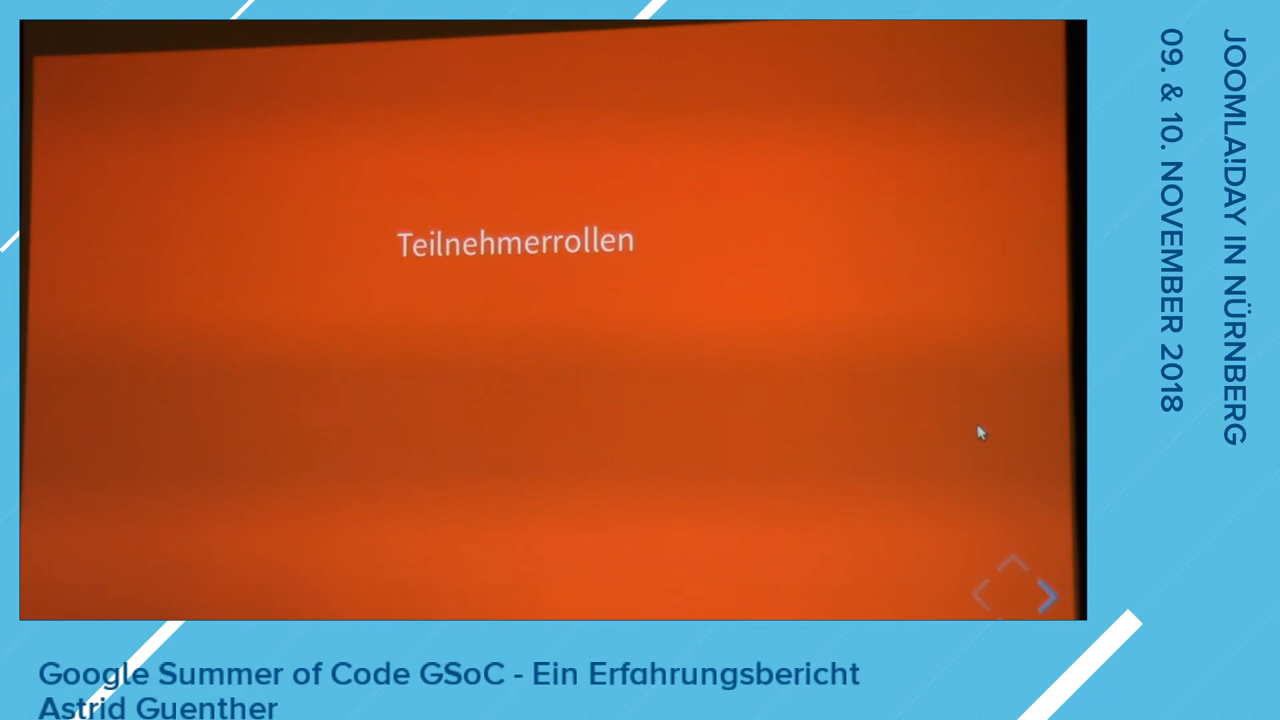 Teilnehmerrollen
JOOMLA!DAY IN NÜRNBERG
09. & 10. NOVEMBER 2018
Google Summer of Code GSoC - Ein Erfahrungsbericht
Astrid Guenther